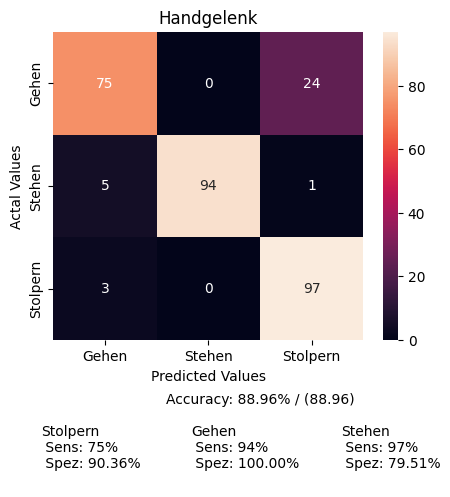 Handgelenk
Gehen 75 0 24
Stehen 5 94 1
Stolpern 3 0 97
Actal Values
Gehen Stehen Stolpern
Predicted Values
80
60
40
20
0
Accuracy: 88.96% / (88.96)
Stolpern Gehen Stehen
Sens: 75% Sens: 94% Sens: 97%
Spez: 90.36% Spez: 100.00% Spez: 79.51%